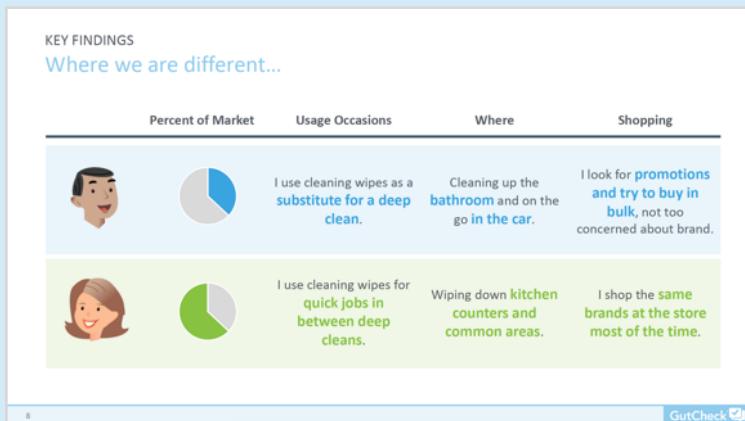 KEY FINDINGS
Where we are different...
Percent of Market
Usage Occasions
Where
Shopping
I use cleaning wipes as a
substitute for a deep
clean.
Cleaning up the
bathroom and on the
go in the car.
I look for promotions
and try to buy in
bulk, not too
concerned about brand.
I use cleaning wipes for
quick jobs in
between deep
cleans.
Wiping down kitchen
counters and
common areas.
I shop the same
brands at the store
most of the time.
8
GutCheck